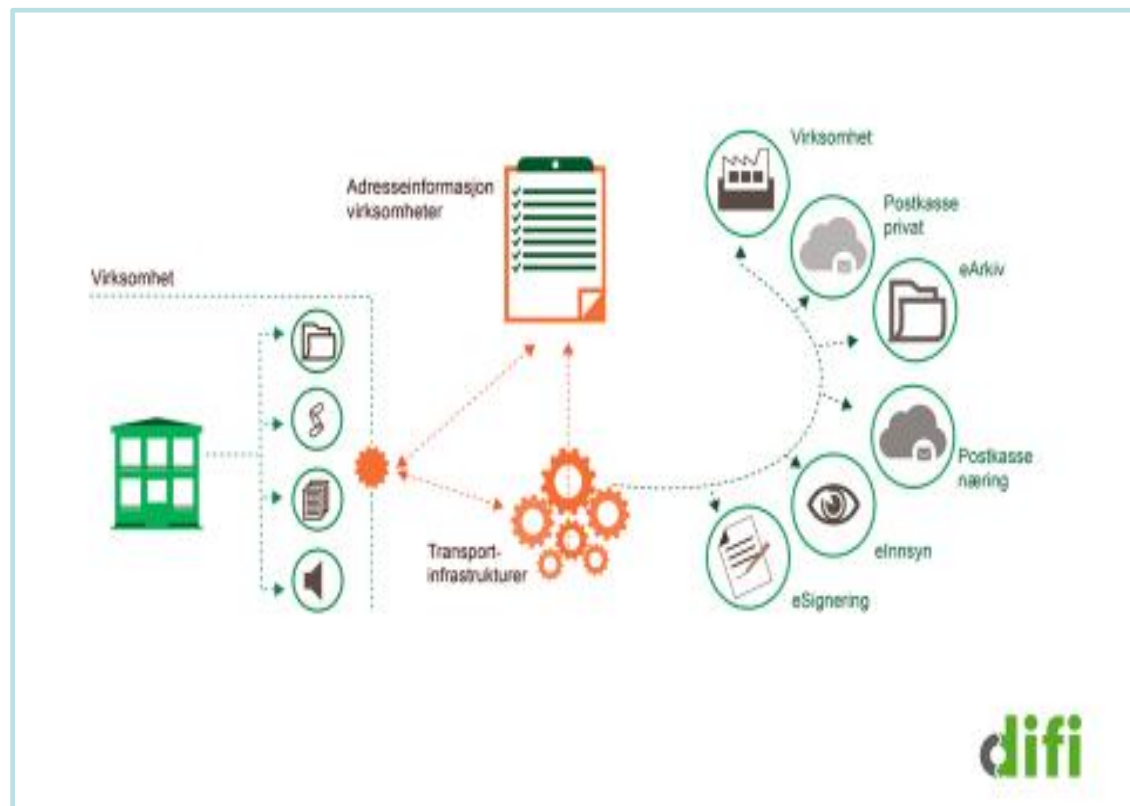 Virksomhet
Adresseinformasjon
virksomheter
Transport-
infrastrukturer
Virksomhet
Postkasse
privat
eArkiv
Postkasse
næring
eInnsyn
eSignering
difi